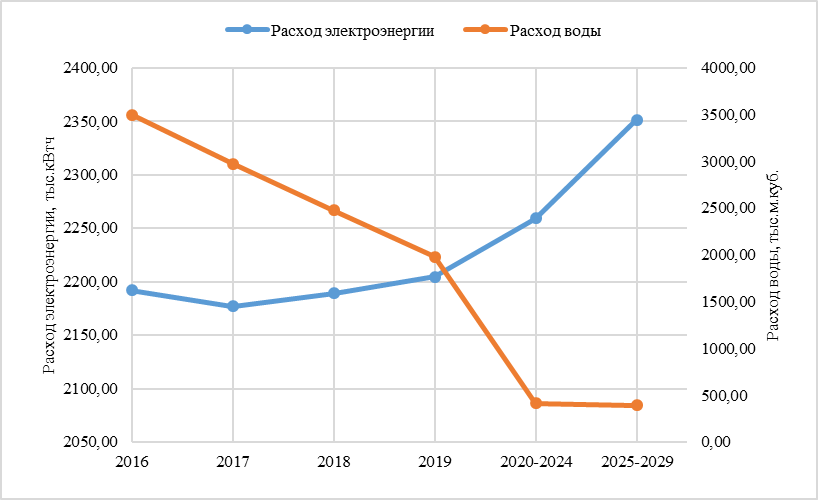 Расход электроэнергии Расход воды
2400,00 4000,00
2350,00 3500,00
2300,00 3000,00
2250,00 2500,00
2200,00 2000,00
2150,00 1500,00
2100,00 1000,00
2050,00 500,00
0,00
Расход электроэнергии, тыс.кВтч
Расход воды, тыс.м.куб.
2016 2017 2018 2019 2020-2024 2025-2029